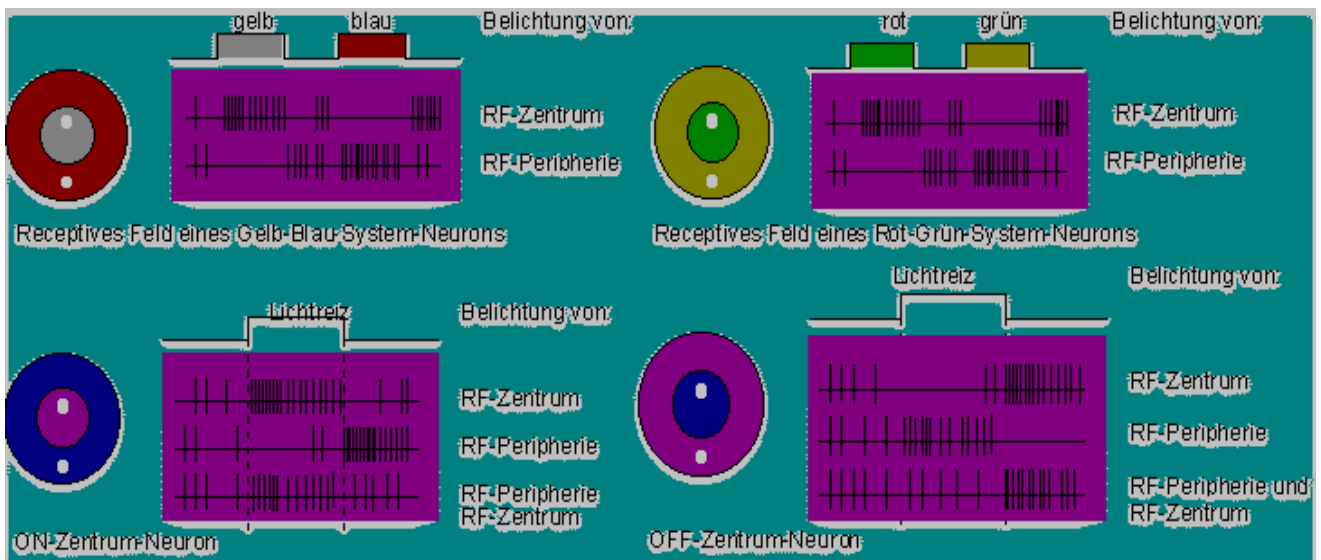 gelb blau Belichtung von:
RF-Zentrum
RF-Peripherie
Receptives Feld eines Gelb-Blau-System-Neurons
rot grün Belichtung von:
RF-Zentrum
RF-Peripherie
Receptives Feld eines Rot-Grün-System-Neurons
Lichtreiz Belichtung von:
RF-Zentrum
RF-Peripherie
RF-Peripherie
RF-Zentrum
ON-Zentrum-Neuron
Lichtreiz Belichtung von:
RF-Zentrum
RF-Peripherie
RF-Peripherie und
RF-Zentrum
OFF-Zentrum-Neuron